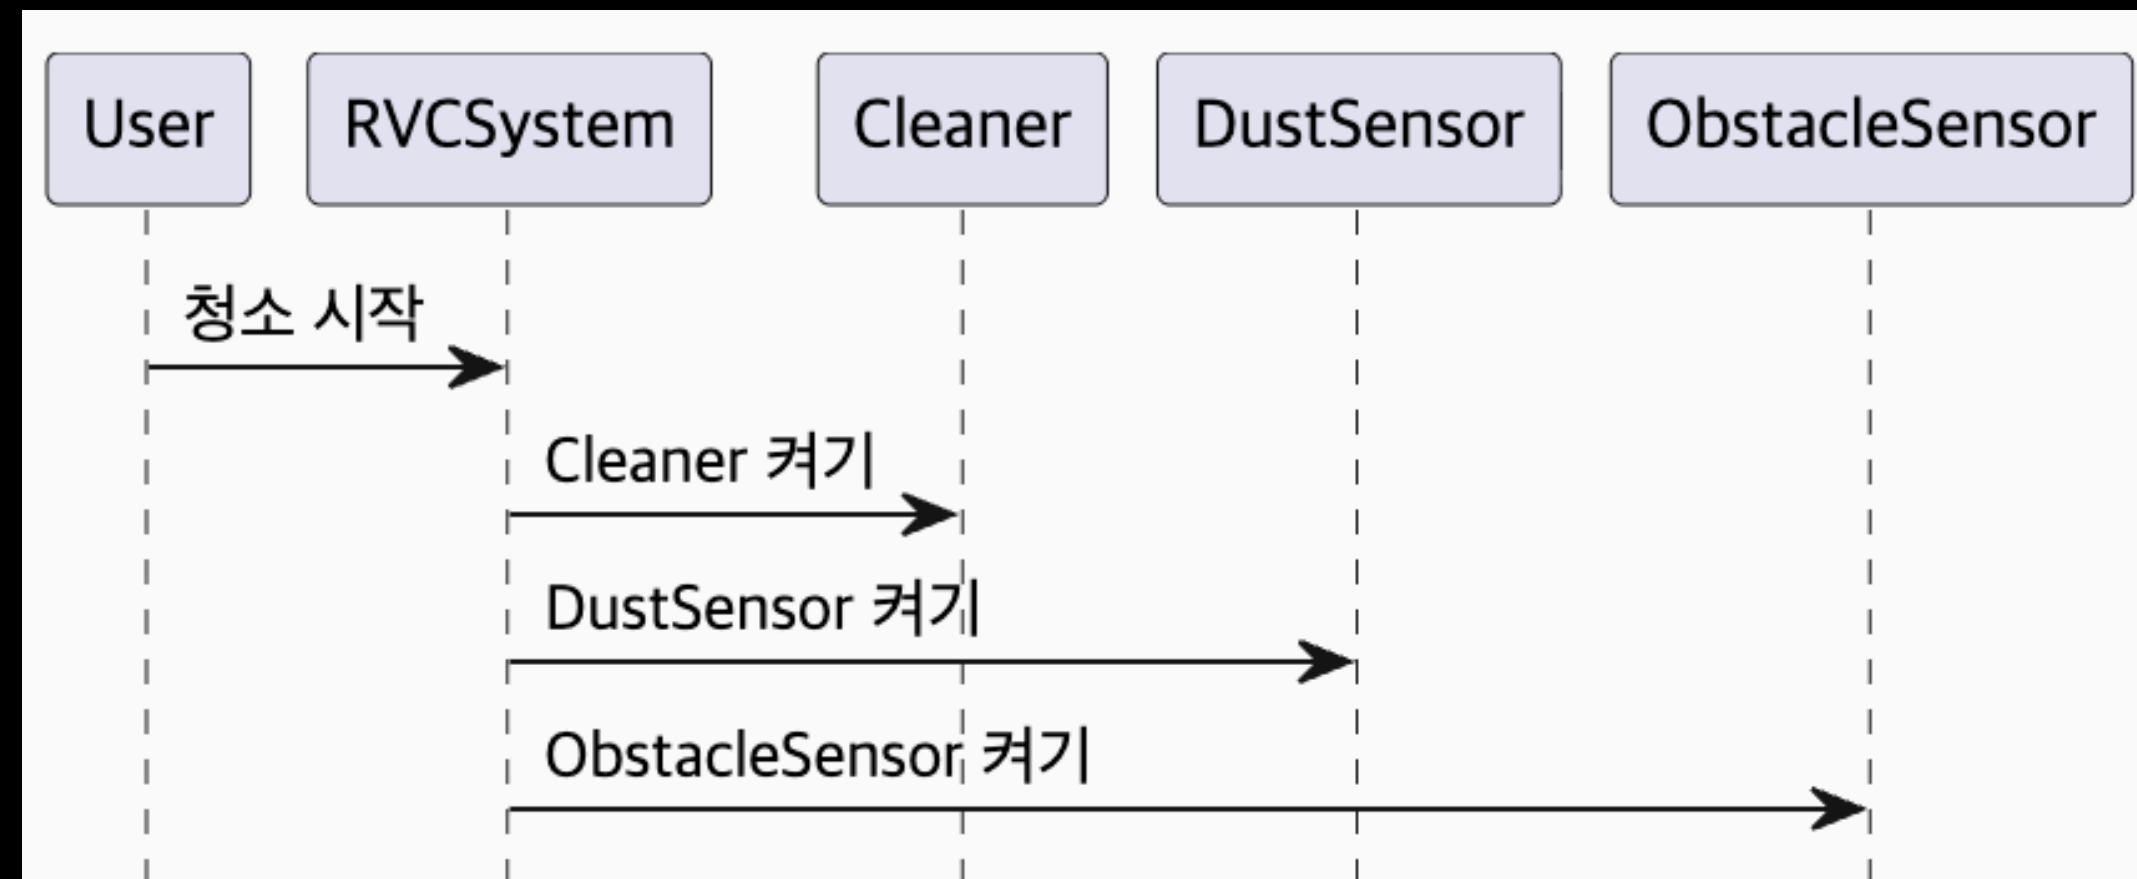 User
RVCSystem
Cleaner
DustSensor
ObstacleSensor
청소 시작
Cleaner 켜기
DustSensor 켜기
ObstacleSensor 켜기